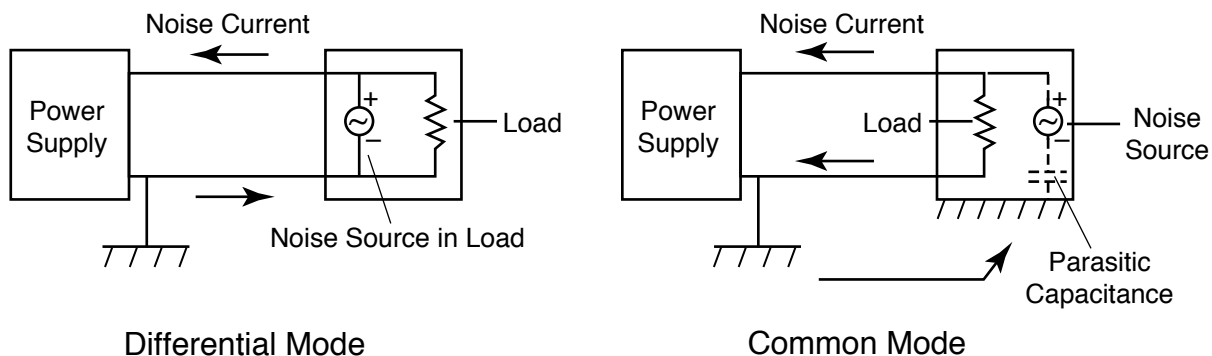 Noise Current
Power
Supply
+
~
−
Load
Noise Source in Load
Differential Mode
Noise Current
Power
Supply
Load
+
~
−
Noise
Source
Parasitic
Capacitance
Common Mode